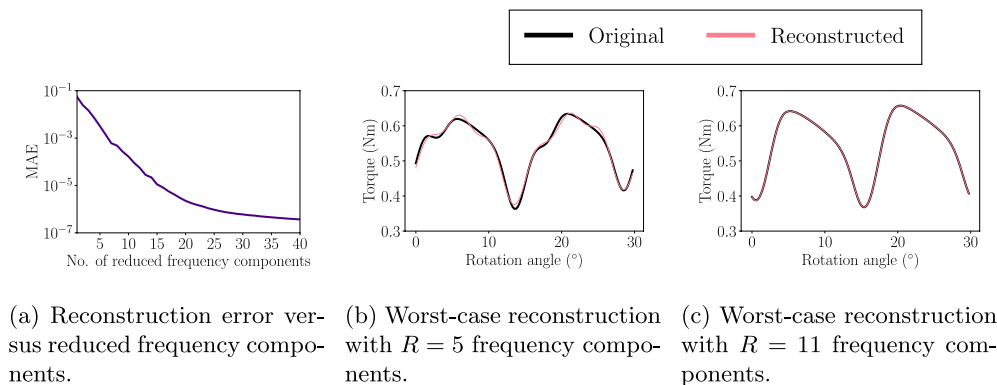 Original Reconstructed
10⁻¹
10⁻³
10⁻⁵
10⁻⁷
MAE
5 10 15 20 25 30 35 40
No. of reduced frequency components
0.7
0.6
0.5
0.4
0.3
Torque (Nm)
0 10 20 30
Rotation angle (°)
0.7
0.6
0.5
0.4
0.3
Torque (Nm)
0 10 20 30
Rotation angle (°)
(a) Reconstruction error ver-
sus reduced frequency compo-
nents.
(b) Worst-case reconstruction
with R = 5 frequency compo-
nents.
(c) Worst-case reconstruction
with R = 11 frequency com-
ponents.